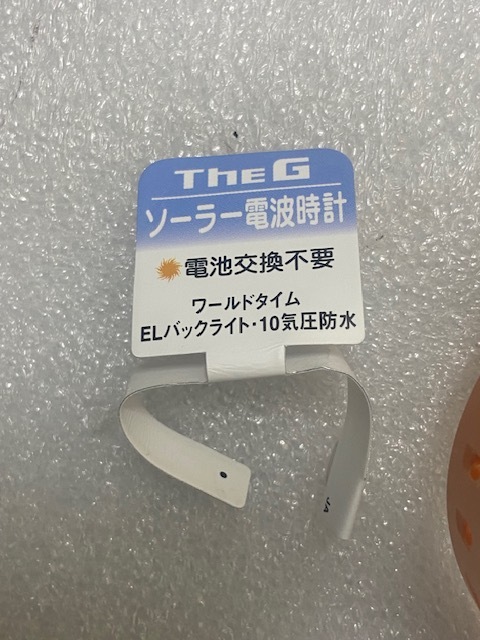 THE G
ソーラー電波時計
電池交換不要
ワールドタイム
ELバックライト・10気圧防水